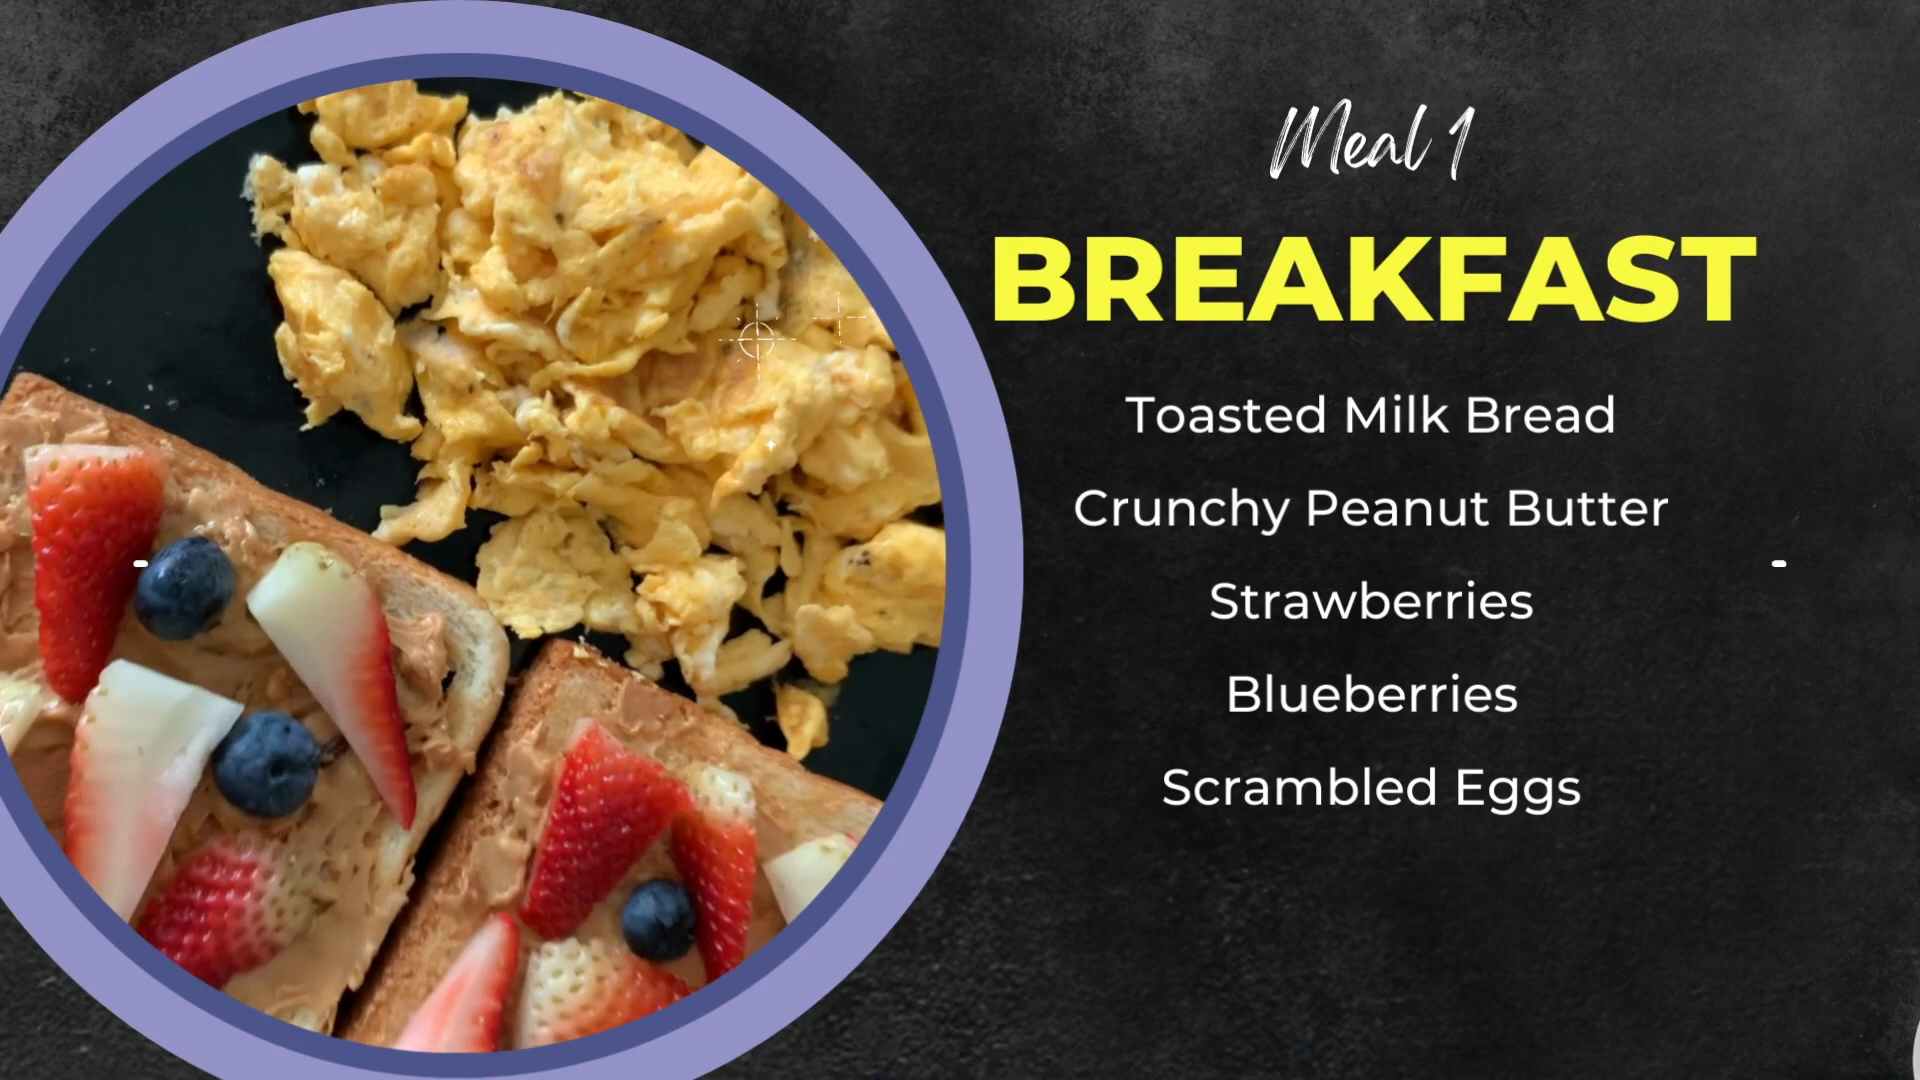 Meal 1
BREAKFAST
Toasted Milk Bread
Crunchy Peanut Butter
Strawberries
Blueberries
Scrambled Eggs